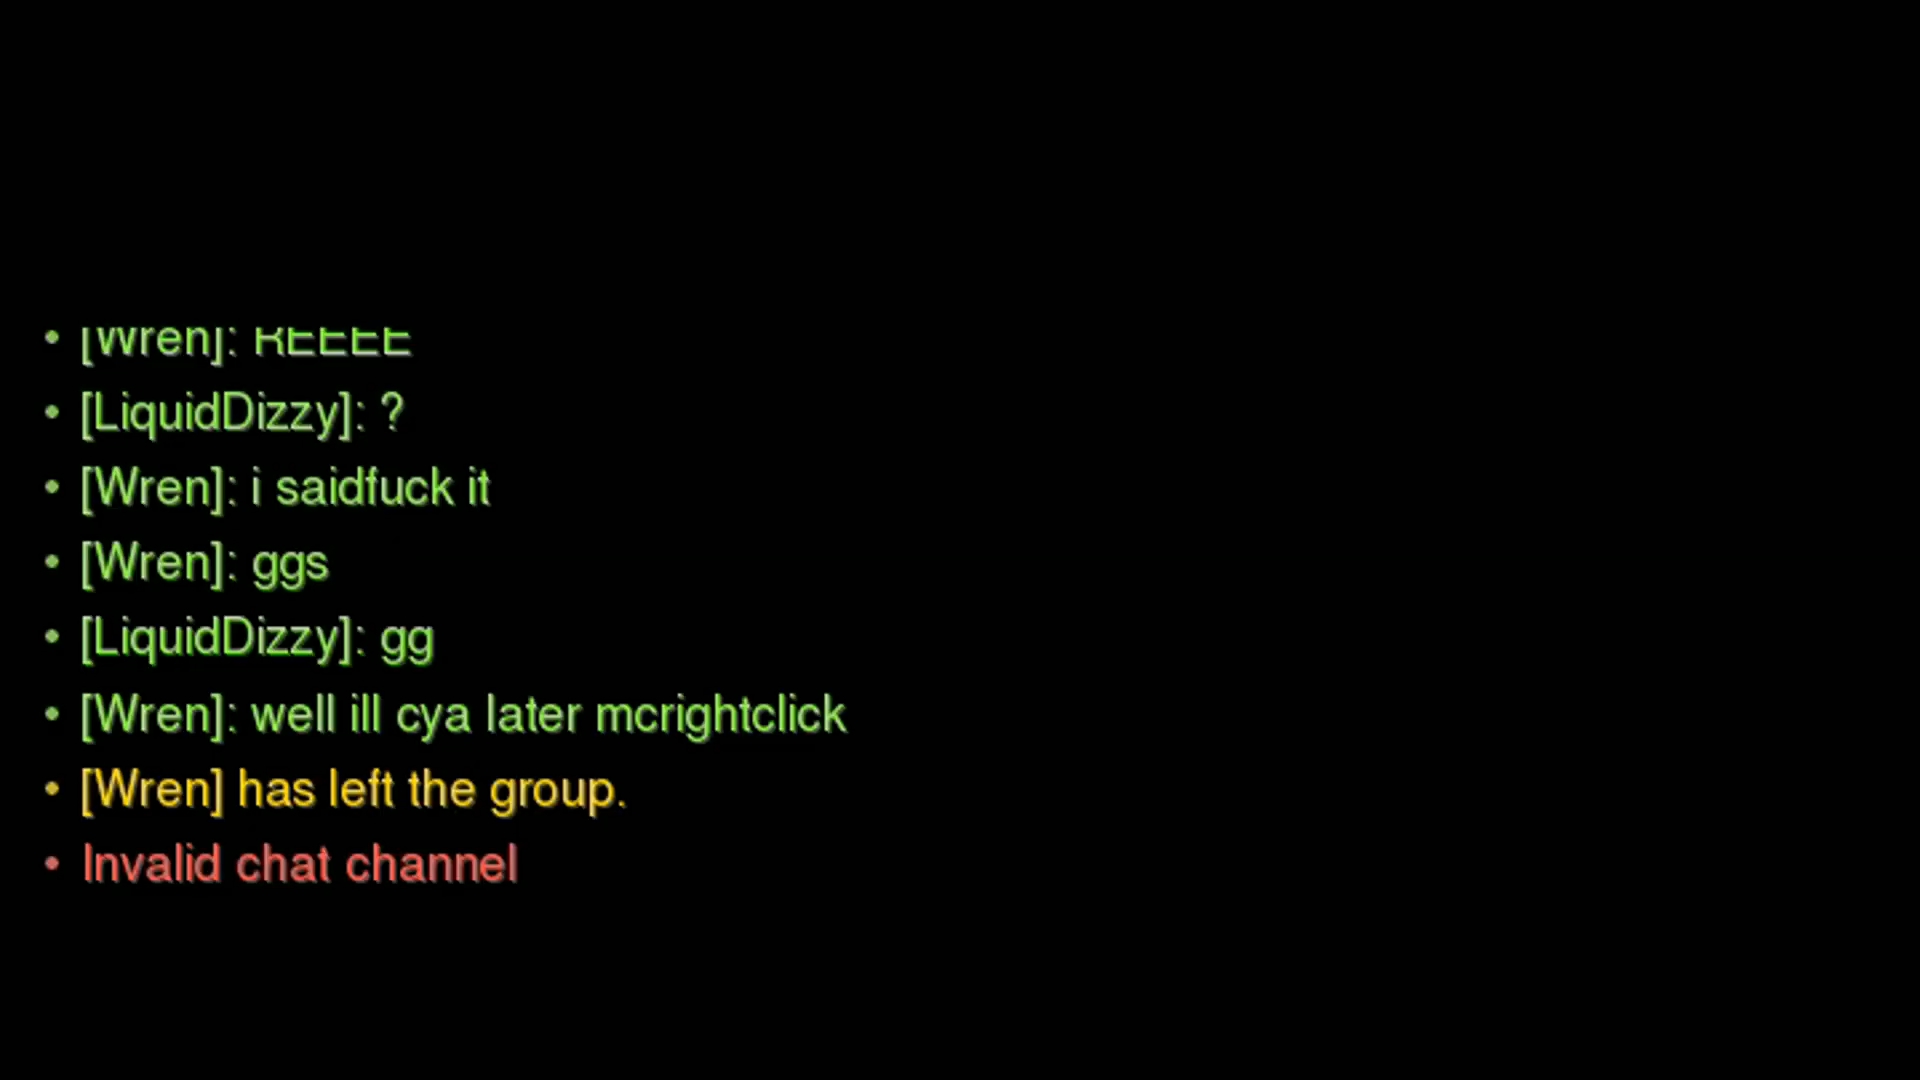 • [Wren]: REEEE
• [LiquidDizzy]: ?
• [Wren]: i saidfuck it
• [Wren]: ggs
• [LiquidDizzy]: gg
• [Wren]: well ill cya later mcrightclick
• [Wren] has left the group.
• Invalid chat channel